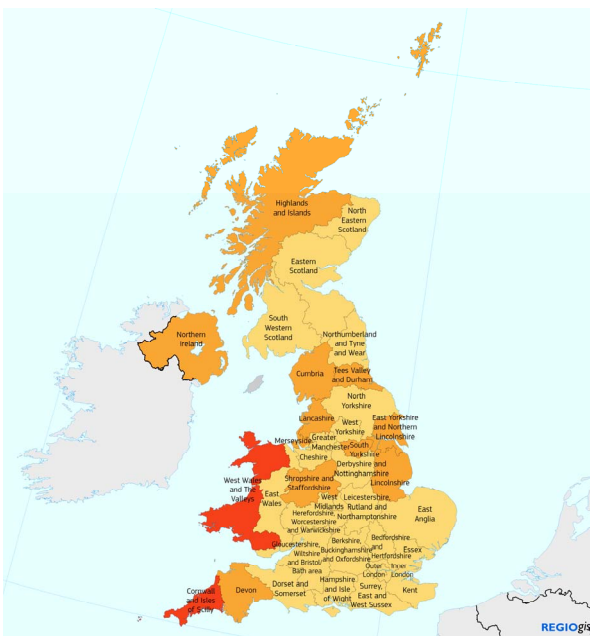 Highlands
and Islands
North
Eastern
Scotland
Eastern
Scotland
South
Western
Scotland
Northern
Ireland
Northumberland
and Tyne
and Wear
Cumbria
Tees Valley
and Durham
North
Yorkshire
Lancashire
West
Yorkshire
East Yorkshire
and Northern
Lincolnshire
Merseyside
Greater
Manchester
South
Yorkshire
Cheshire
Derbyshire and
Nottinghamshire
Lincolnshire
West Wales
and The
Valleys
East
Wales
Shropshire and
Staffordshire
West
Midlands
Leicestershire,
Rutland and
Northamptonshire
East
Anglia
Herefordshire,
Worcestershire
and Warwickshire
Gloucestershire,
Wiltshire
and Bristol/
Bath area
Berkshire,
Buckinghamshire
and Oxfordshire
Bedfordshire
and
Hertfordshire
Essex
Outer
London
Inner
London
Cornwall
and Isles
of Scilly
Devon
Dorset and
Somerset
Hampshire
and Isle
of Wight
Surrey,
East and
West Sussex
Kent
REGIOgis